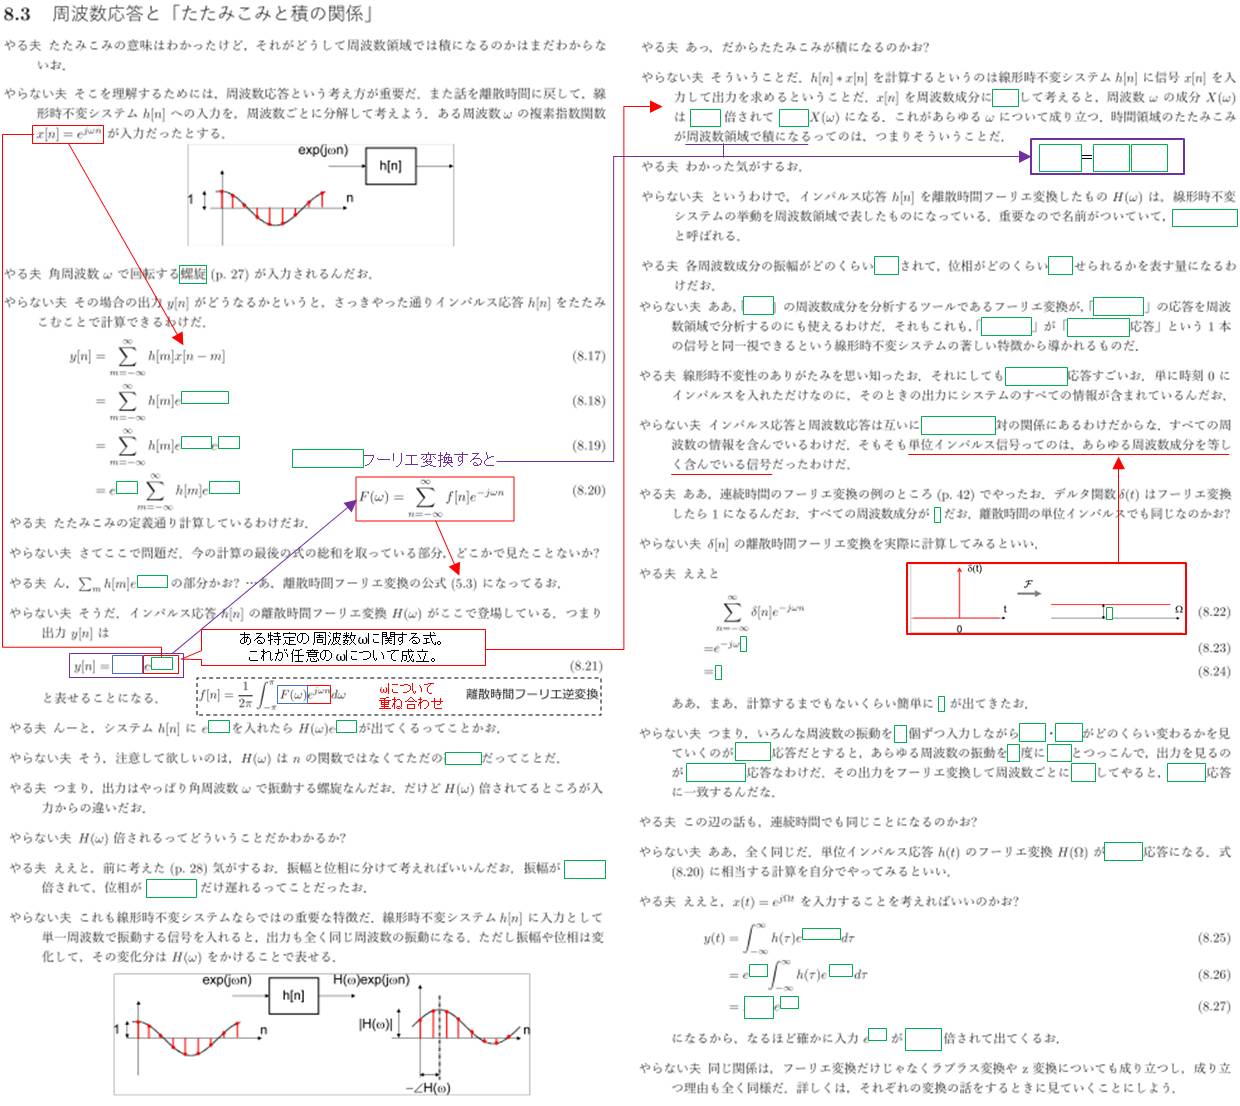 8.3 周波数応答と「たたみこみと積の関係」
やる夫 たたみこみの意味はわかったけど，それがどうして周波数領域では積になるのかはまだわからな
いお．
やらない夫 そこを理解するためには，周波数応答という考え方が重要だ．また話を離散時間に戻して，線
形時不変システム h[n] への入力を，周波数ごとに分解して考えよう．ある周波数 ω の複素指数関数
x[n] = e^{jωn} が入力だったとする．
exp(jωn)
h[n]
1
n
やる夫 角周波数 ω で回転する螺旋 (p. 27) が入力されるんだお．
やらない夫 その場合の出力 y[n] がどうなるかというと，さっきやった通りインパルス応答 h[n] をたたみ
こむことで計算できるわけだ．
y[n] = ∑_{m=−∞}^{∞} h[m]x[n − m] (8.17)
= ∑_{m=−∞}^{∞} h[m]e (8.18)
= ∑_{m=−∞}^{∞} h[m]e e (8.19)
フーリエ変換すると
= e ∑_{m=−∞}^{∞} h[m]e (8.20)
F(ω) = ∑_{n=−∞}^{∞} f[n]e^{−jωn}
やる夫 たたみこみの定義通り計算しているわけだお．
やらない夫 さてここで問題だ．今の計算の最後の式の総和を取っている部分，どこかで見たことないか？
やる夫 ん，∑_m h[m]e の部分かお？ …あ，離散時間フーリエ変換の公式 (5.3) になってるお．
やらない夫 そうだ．インパルス応答 h[n] の離散時間フーリエ変換 H(ω) がここで登場している．つまり
出力 y[n] は
ある特定の周波数ωに関する式。
これが任意のωについて成立。
y[n] = e (8.21)
と表せることになる．
f[n] = 1/2π ∫_{−π}^{π} F(ω)e^{jωn}dω
ωについて
重ね合わせ
離散時間フーリエ逆変換
やる夫 んーと，システム h[n] に e を入れたら H(ω)e が出てくるってことかお．
やらない夫 そう，注意して欲しいのは，H(ω) は n の関数ではなくてただの だってことだ．
やる夫 つまり，出力はやっぱり角周波数 ω で振動する螺旋なんだお．だけど H(ω) 倍されてるところが入
力からの違いだお．
やらない夫 H(ω) 倍されるってどういうことだかわかるか？
やる夫 ええと，前に考えた (p. 28) 気がするお．振幅と位相に分けて考えればいいんだお．振幅が
倍されて，位相が だけ遅れるってことだったお．
やらない夫 これも線形時不変システムならではの重要な特徴だ．線形時不変システム h[n] に入力として
単一周波数で振動する信号を入れると，出力も全く同じ周波数の振動になる．ただし振幅や位相は変
化して，その変化分は H(ω) をかけることで表せる．
exp(jωn)
h[n]
H(ω)exp(jωn)
1
n
|H(ω)|
n
−∠H(ω)
やる夫 あっ，だからたたみこみが積になるのかお？
やらない夫 そういうことだ．h[n] ∗ x[n] を計算するというのは線形時不変システム h[n] に信号 x[n] を入
力して出力を求めるということだ．x[n] を周波数成分に して考えると，周波数 ω の成分 X(ω)
は 倍されて X(ω) になる．これがあらゆる ω について成り立つ．時間領域のたたみこみ
が周波数領域で積になるってのは，つまりそういうことだ．
=
やる夫 わかった気がするお．
やらない夫 というわけで，インパルス応答 h[n] を離散時間フーリエ変換したもの H(ω) は，線形時不変
システムの挙動を周波数領域で表したものになっている．重要なので名前がついていて，
と呼ばれる．
やる夫 各周波数成分の振幅がどのくらい されて，位相がどのくらい せられるかを表す量になるわ
けだお．
やらない夫 ああ，「 」の周波数成分を分析するツールであるフーリエ変換が，「 」の応答を周波
数領域で分析するのにも使えるわけだ．それもこれも，「 」が「 応答」という 1 本
の信号と同一視できるという線形時不変システムの著しい特徴から導かれるものだ．
やる夫 線形時不変性のありがたみを思い知ったお．それにしても 応答すごいお．単に時刻 0 に
インパルスを入れただけなのに，そのときの出力にシステムのすべての情報が含まれているんだお．
やらない夫 インパルス応答と周波数応答は互いに 対の関係にあるわけだからな．すべての周
波数の情報を含んでいるわけだ．そもそも単位インパルス信号ってのは，あらゆる周波数成分を等し
く含んでいる信号だったわけだ．
やる夫 ああ，連続時間のフーリエ変換の例のところ (p. 42) でやったお．デルタ関数 δ(t) はフーリエ変換
したら 1 になるんだお．すべての周波数成分が だお．離散時間の単位インパルスでも同じなのかお？
やらない夫 δ[n] の離散時間フーリエ変換を実際に計算してみるといい．
やる夫 ええと
δ(t)
ℱ
t
Ω
0
∑_{n=−∞}^{∞} δ[n]e^{−jωn} (8.22)
=e^{−jω} (8.23)
= (8.24)
ああ，まあ，計算するまでもないくらい簡単に が出てきたお．
やらない夫 つまり，いろんな周波数の振動を 個ずつ入力しながら ・ がどのくらい変わるかを見
ていくのが 応答だとすると，あらゆる周波数の振動を 度に とつっこんで，出力を見るの
が 応答なわけだ．その出力をフーリエ変換して周波数ごとに してやると， 応答
に一致するんだな．
やる夫 この辺の話も，連続時間でも同じことになるのかお？
やらない夫 ああ，全く同じだ．単位インパルス応答 h(t) のフーリエ変換 H(Ω) が 応答になる．式
(8.20) に相当する計算を自分でやってみるといい．
やる夫 ええと，x(t) = e^{jΩt} を入力することを考えればいいのかお？
y(t) = ∫_{−∞}^{∞} h(τ)e dτ (8.25)
= e ∫_{−∞}^{∞} h(τ)e dτ (8.26)
= e (8.27)
になるから，なるほど確かに入力 e が 倍されて出てくるお．
やらない夫 同じ関係は，フーリエ変換だけじゃなくラプラス変換や z 変換についても成り立つし，成り立
つ理由も全く同様だ．詳しくは，それぞれの変換の話をするときに見ていくことにしよう．